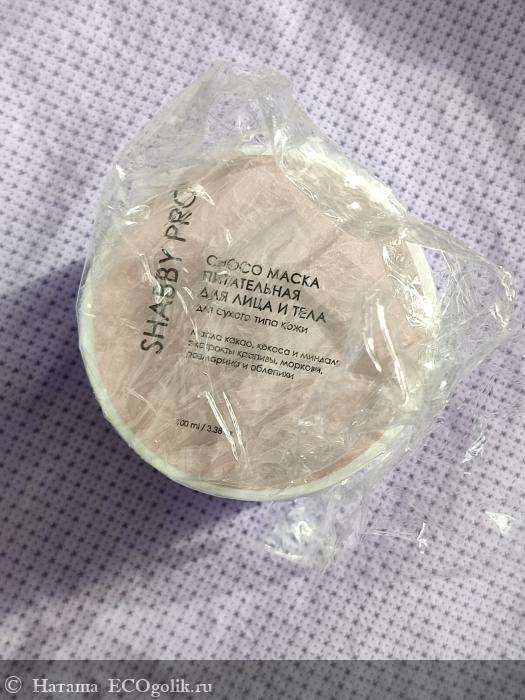 SHABBY PRO
CHOCO МАСКА
ПИТАТЕЛЬНАЯ
ДЛЯ ЛИЦА И ТЕЛА
для сухого типа кожи
Масла какао, кокоса и миндаля
экстракты крапивы, моркови,
розмарина и облепихи
100 ml / 3.38
© Наташа ECOgolik.ru